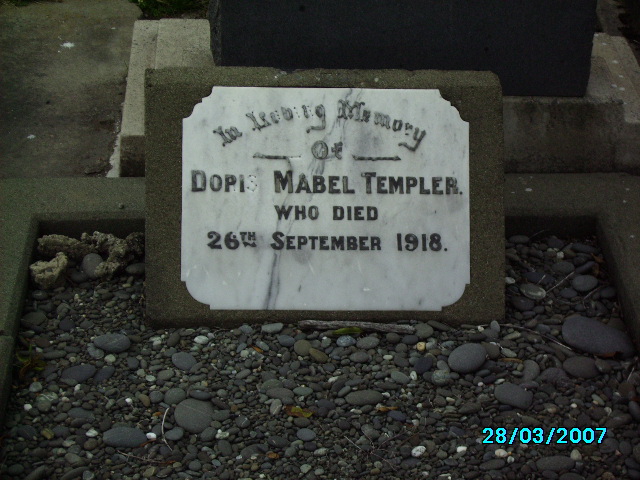 In Loving Memory
Of
Doris Mabel Templer.
who died
26th September 1918.
28/03/2007